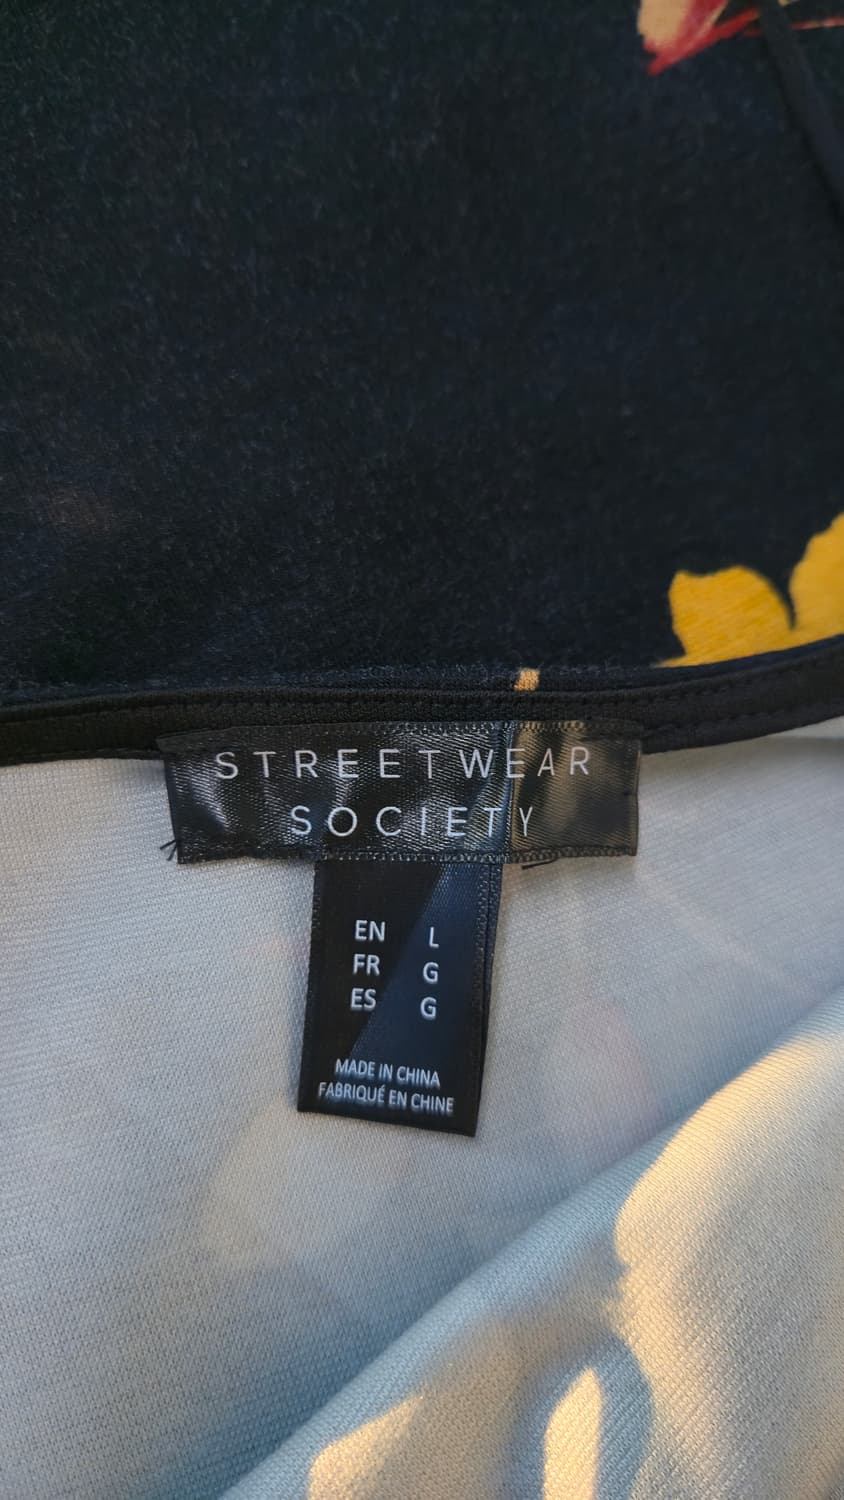 STREETWEAR
SOCIETY
EN L
FR G
ES G
MADE IN CHINA
FABRIQUÉ EN CHINE